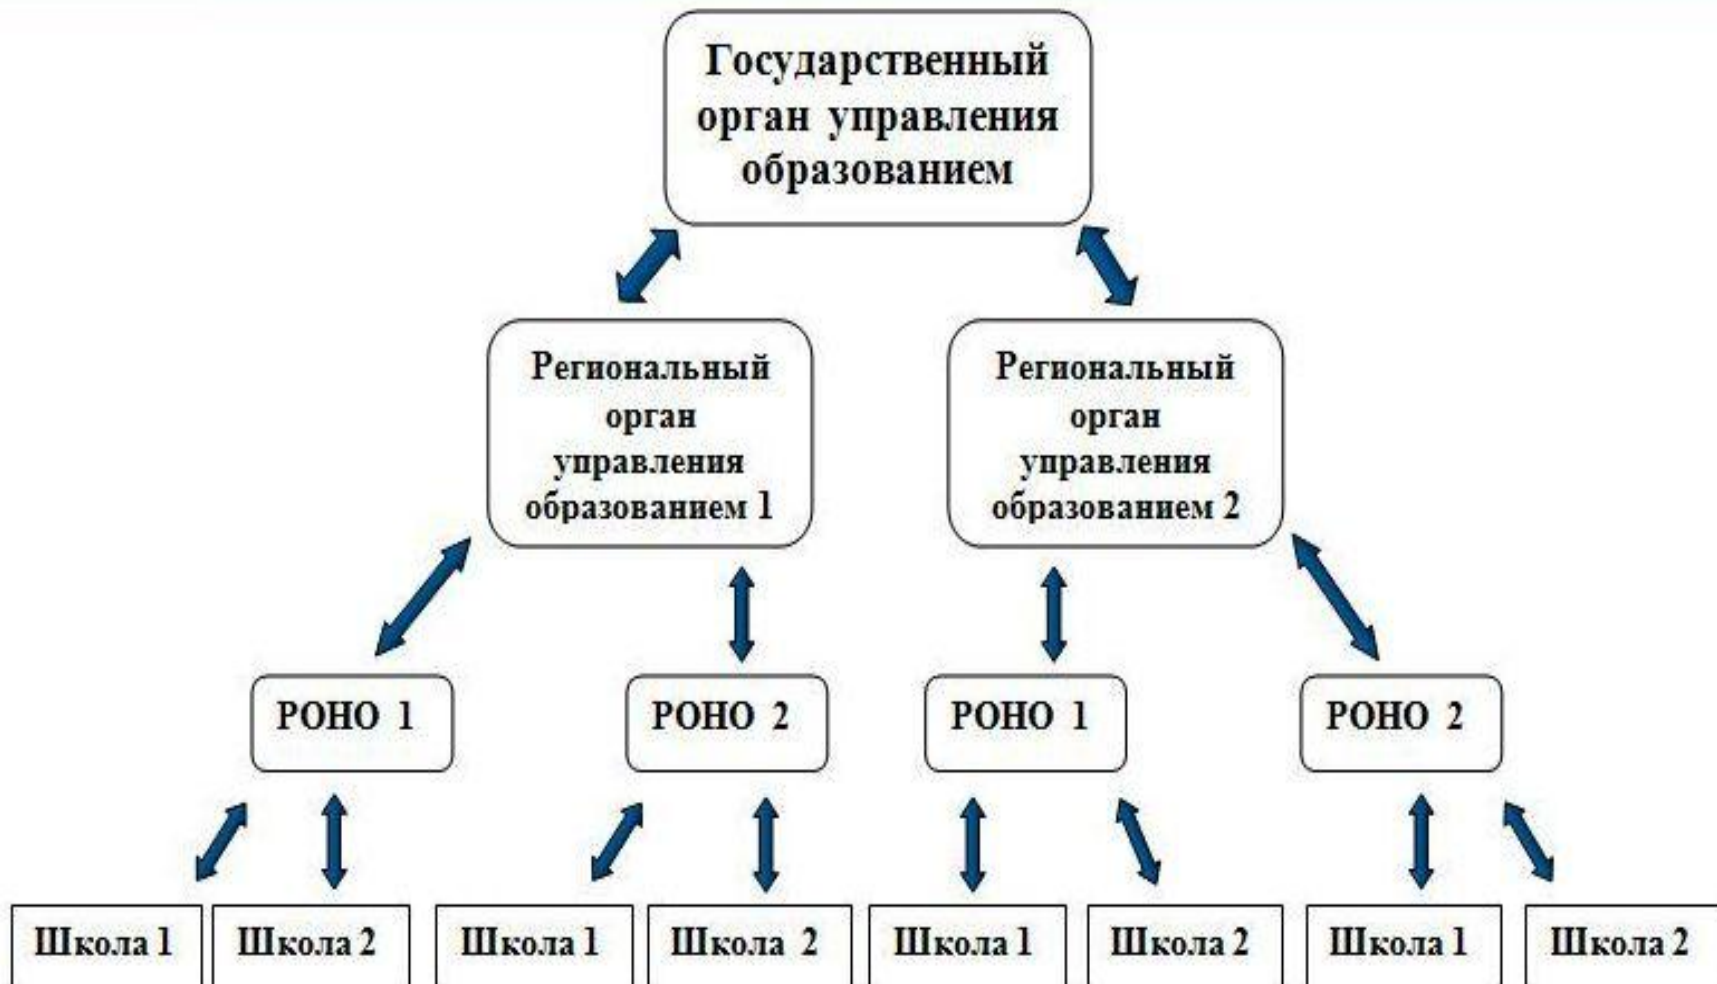 Государственный
орган управления
образованием
Региональный
орган
управления
образованием 1
Региональный
орган
управления
образованием 2
РОНО 1
РОНО 2
РОНО 1
РОНО 2
Школа 1
Школа 2
Школа 1
Школа 2
Школа 1
Школа 2
Школа 1
Школа 2